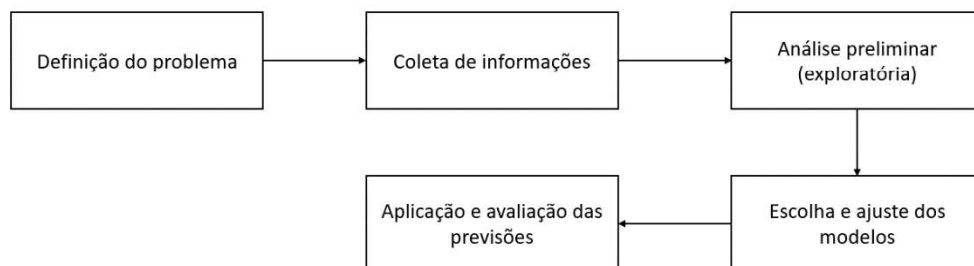 Definição do problema
Coleta de informações
Análise preliminar
(exploratória)
Escolha e ajuste dos
modelos
Aplicação e avaliação das
previsões